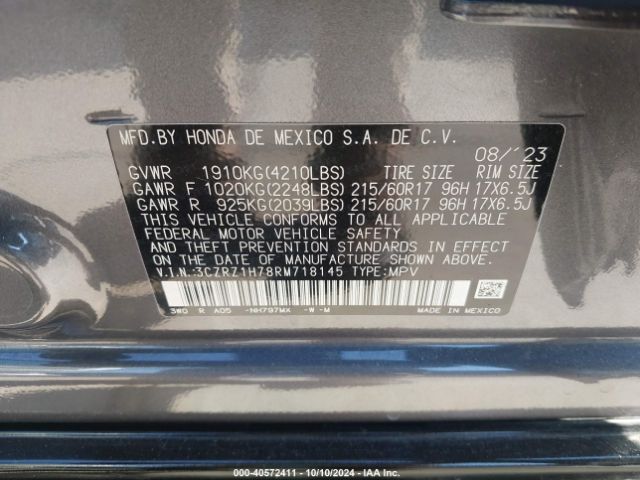 MFD.BY HONDA DE MEXICO S.A. DE C.V.
08/'23
GVWR 1910KG(4210LBS) TIRE SIZE RIM SIZE
GAWR F 1020KG(2248LBS) 215/60R17 96H 17X6.5J
GAWR R 925KG(2039LBS) 215/60R17 96H 17X6.5J
THIS VEHICLE CONFORMS TO ALL APPLICABLE
FEDERAL MOTOR VEHICLE SAFETY
AND THEFT PREVENTION STANDARDS IN EFFECT
ON THE DATE OF MANUFACTURE SHOWN ABOVE.
V.I.N.:3CZRZ1H78RM718145 TYPE:MPV
3W0 R A05 -NH797MX -W-M MADE IN MEXICO
000-40572411 - 10/10/2024 - IAA Inc.